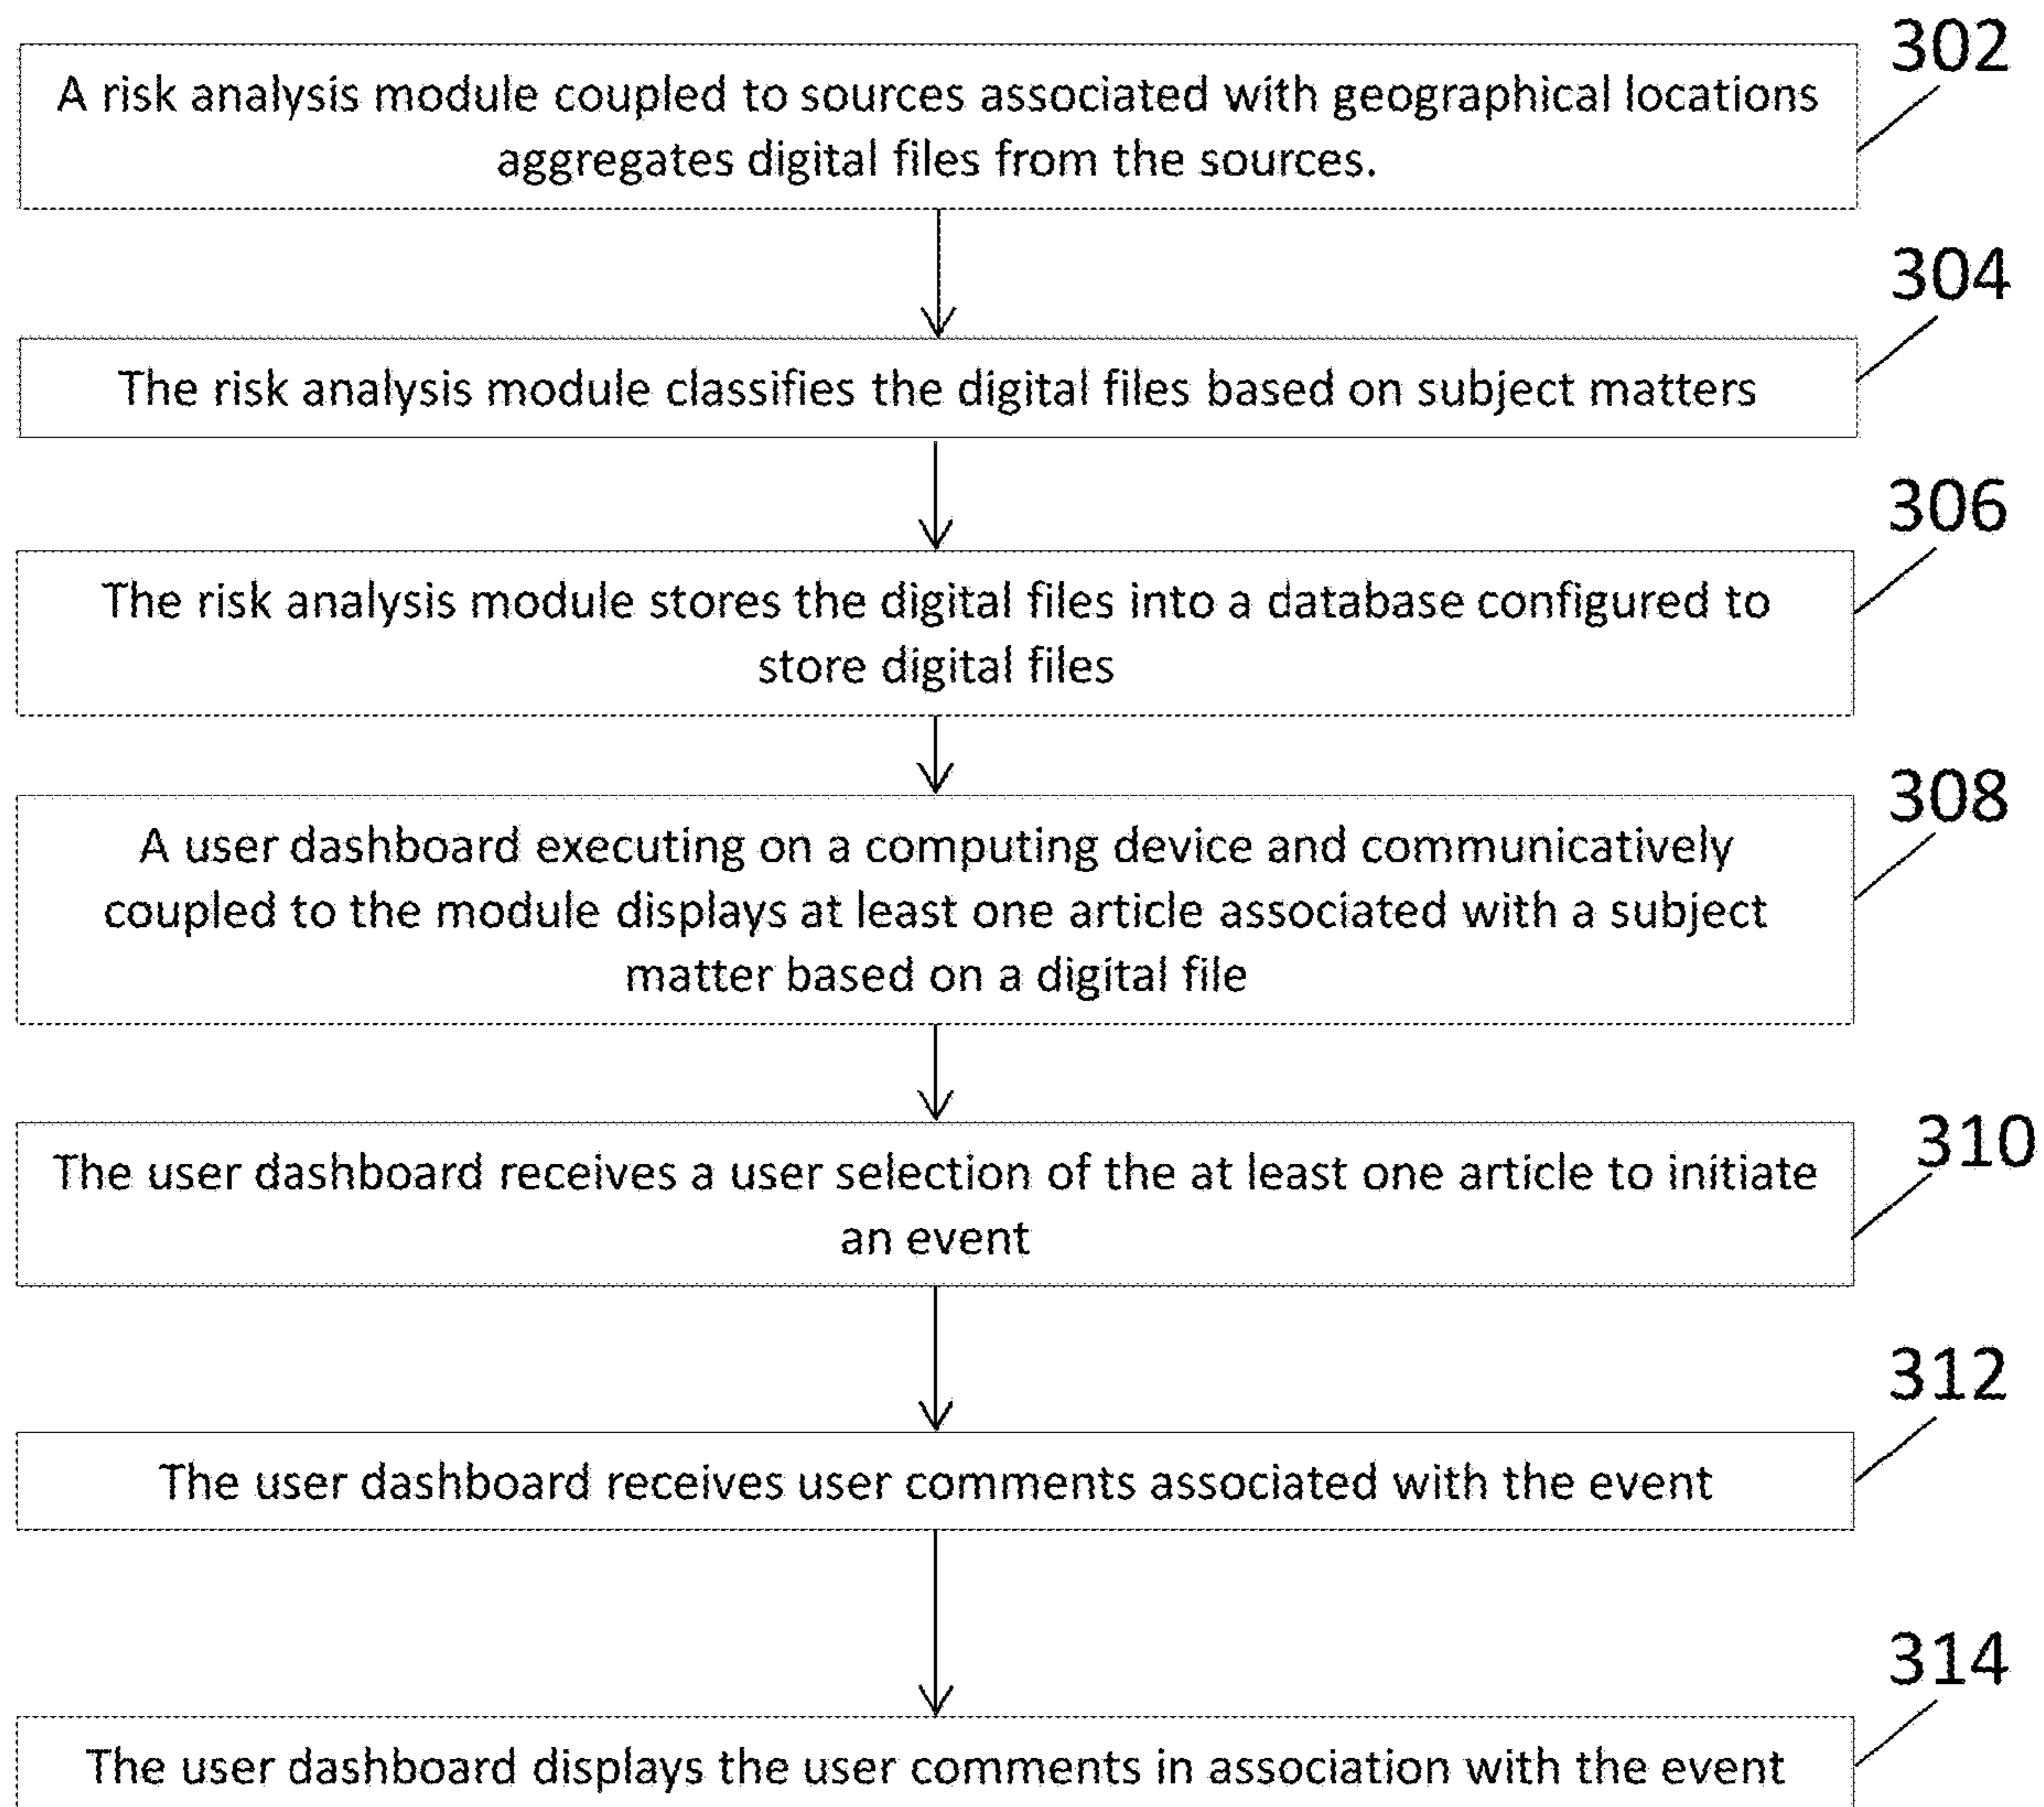 302
A risk analysis module coupled to sources associated with geographical locations
aggregates digital files from the sources.
304
The risk analysis module classifies the digital files based on subject matters
306
The risk analysis module stores the digital files into a database configured to
store digital files
308
A user dashboard executing on a computing device and communicatively
coupled to the module displays at least one article associated with a subject
matter based on a digital file
310
The user dashboard receives a user selection of the at least one article to initiate
an event
312
The user dashboard receives user comments associated with the event
314
The user dashboard displays the user comments in association with the event